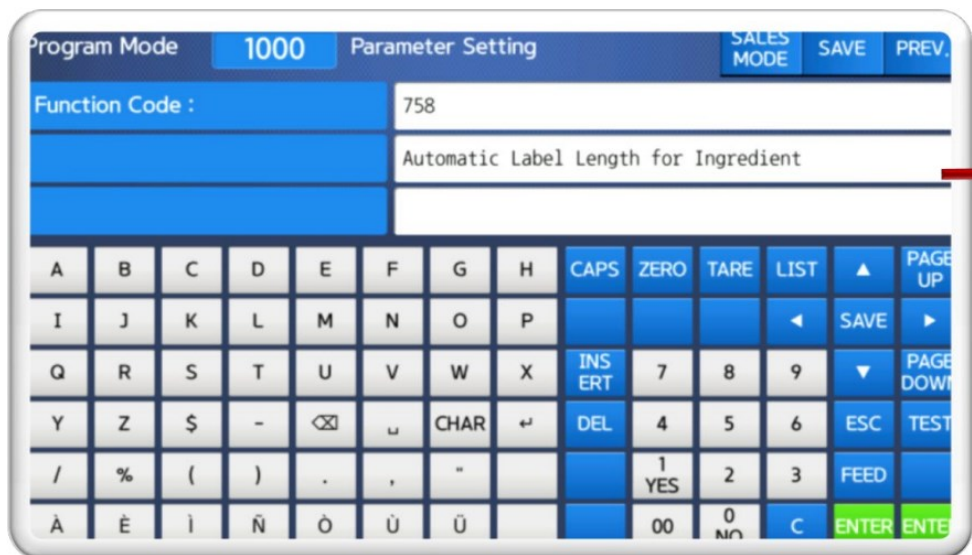 Program Mode 1000 Parameter Setting SALES MODE SAVE PREV.
Function Code : 758
Automatic Label Length for Ingredient
A B C D E F G H CAPS ZERO TARE LIST ▲ PAGE UP
I J K L M N O P ◄ SAVE ►
Q R S T U V W X INS ERT 7 8 9 ▼ PAGE DOWN
Y Z $ - ⌫ ␣ CHAR ↵ DEL 4 5 6 ESC TEST
/ % ( ) . , " 1 YES 2 3 FEED
À È Ì Ñ Ò Ù Ü 00 0 NO C ENTER ENTE